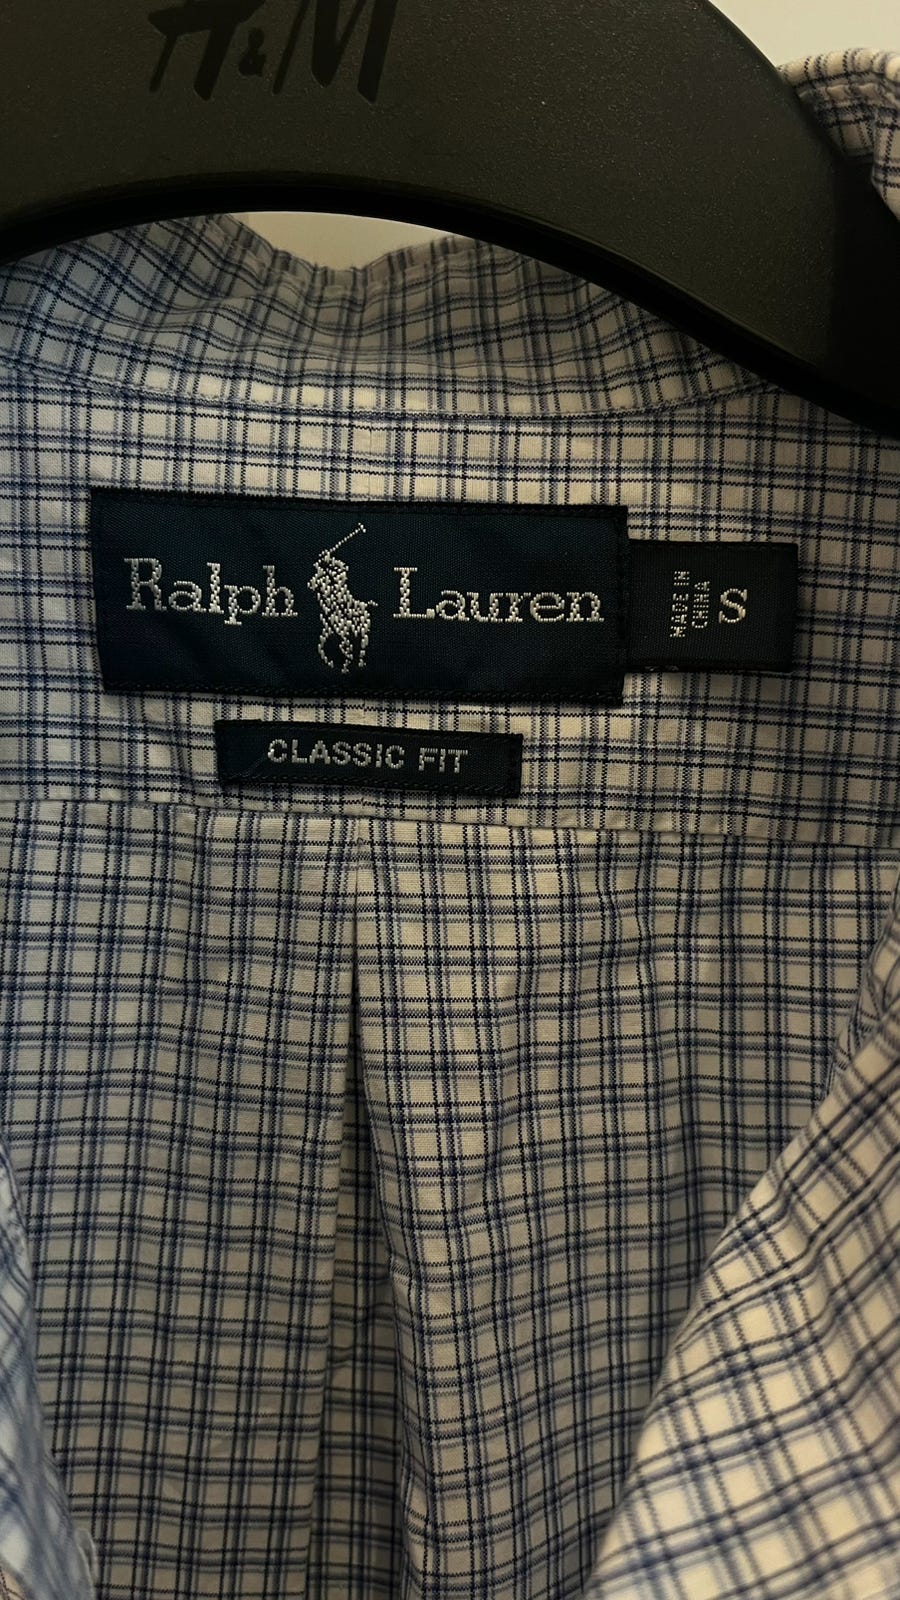 H&M
Ralph Lauren
MADE IN
CHINA
S
CLASSIC FIT